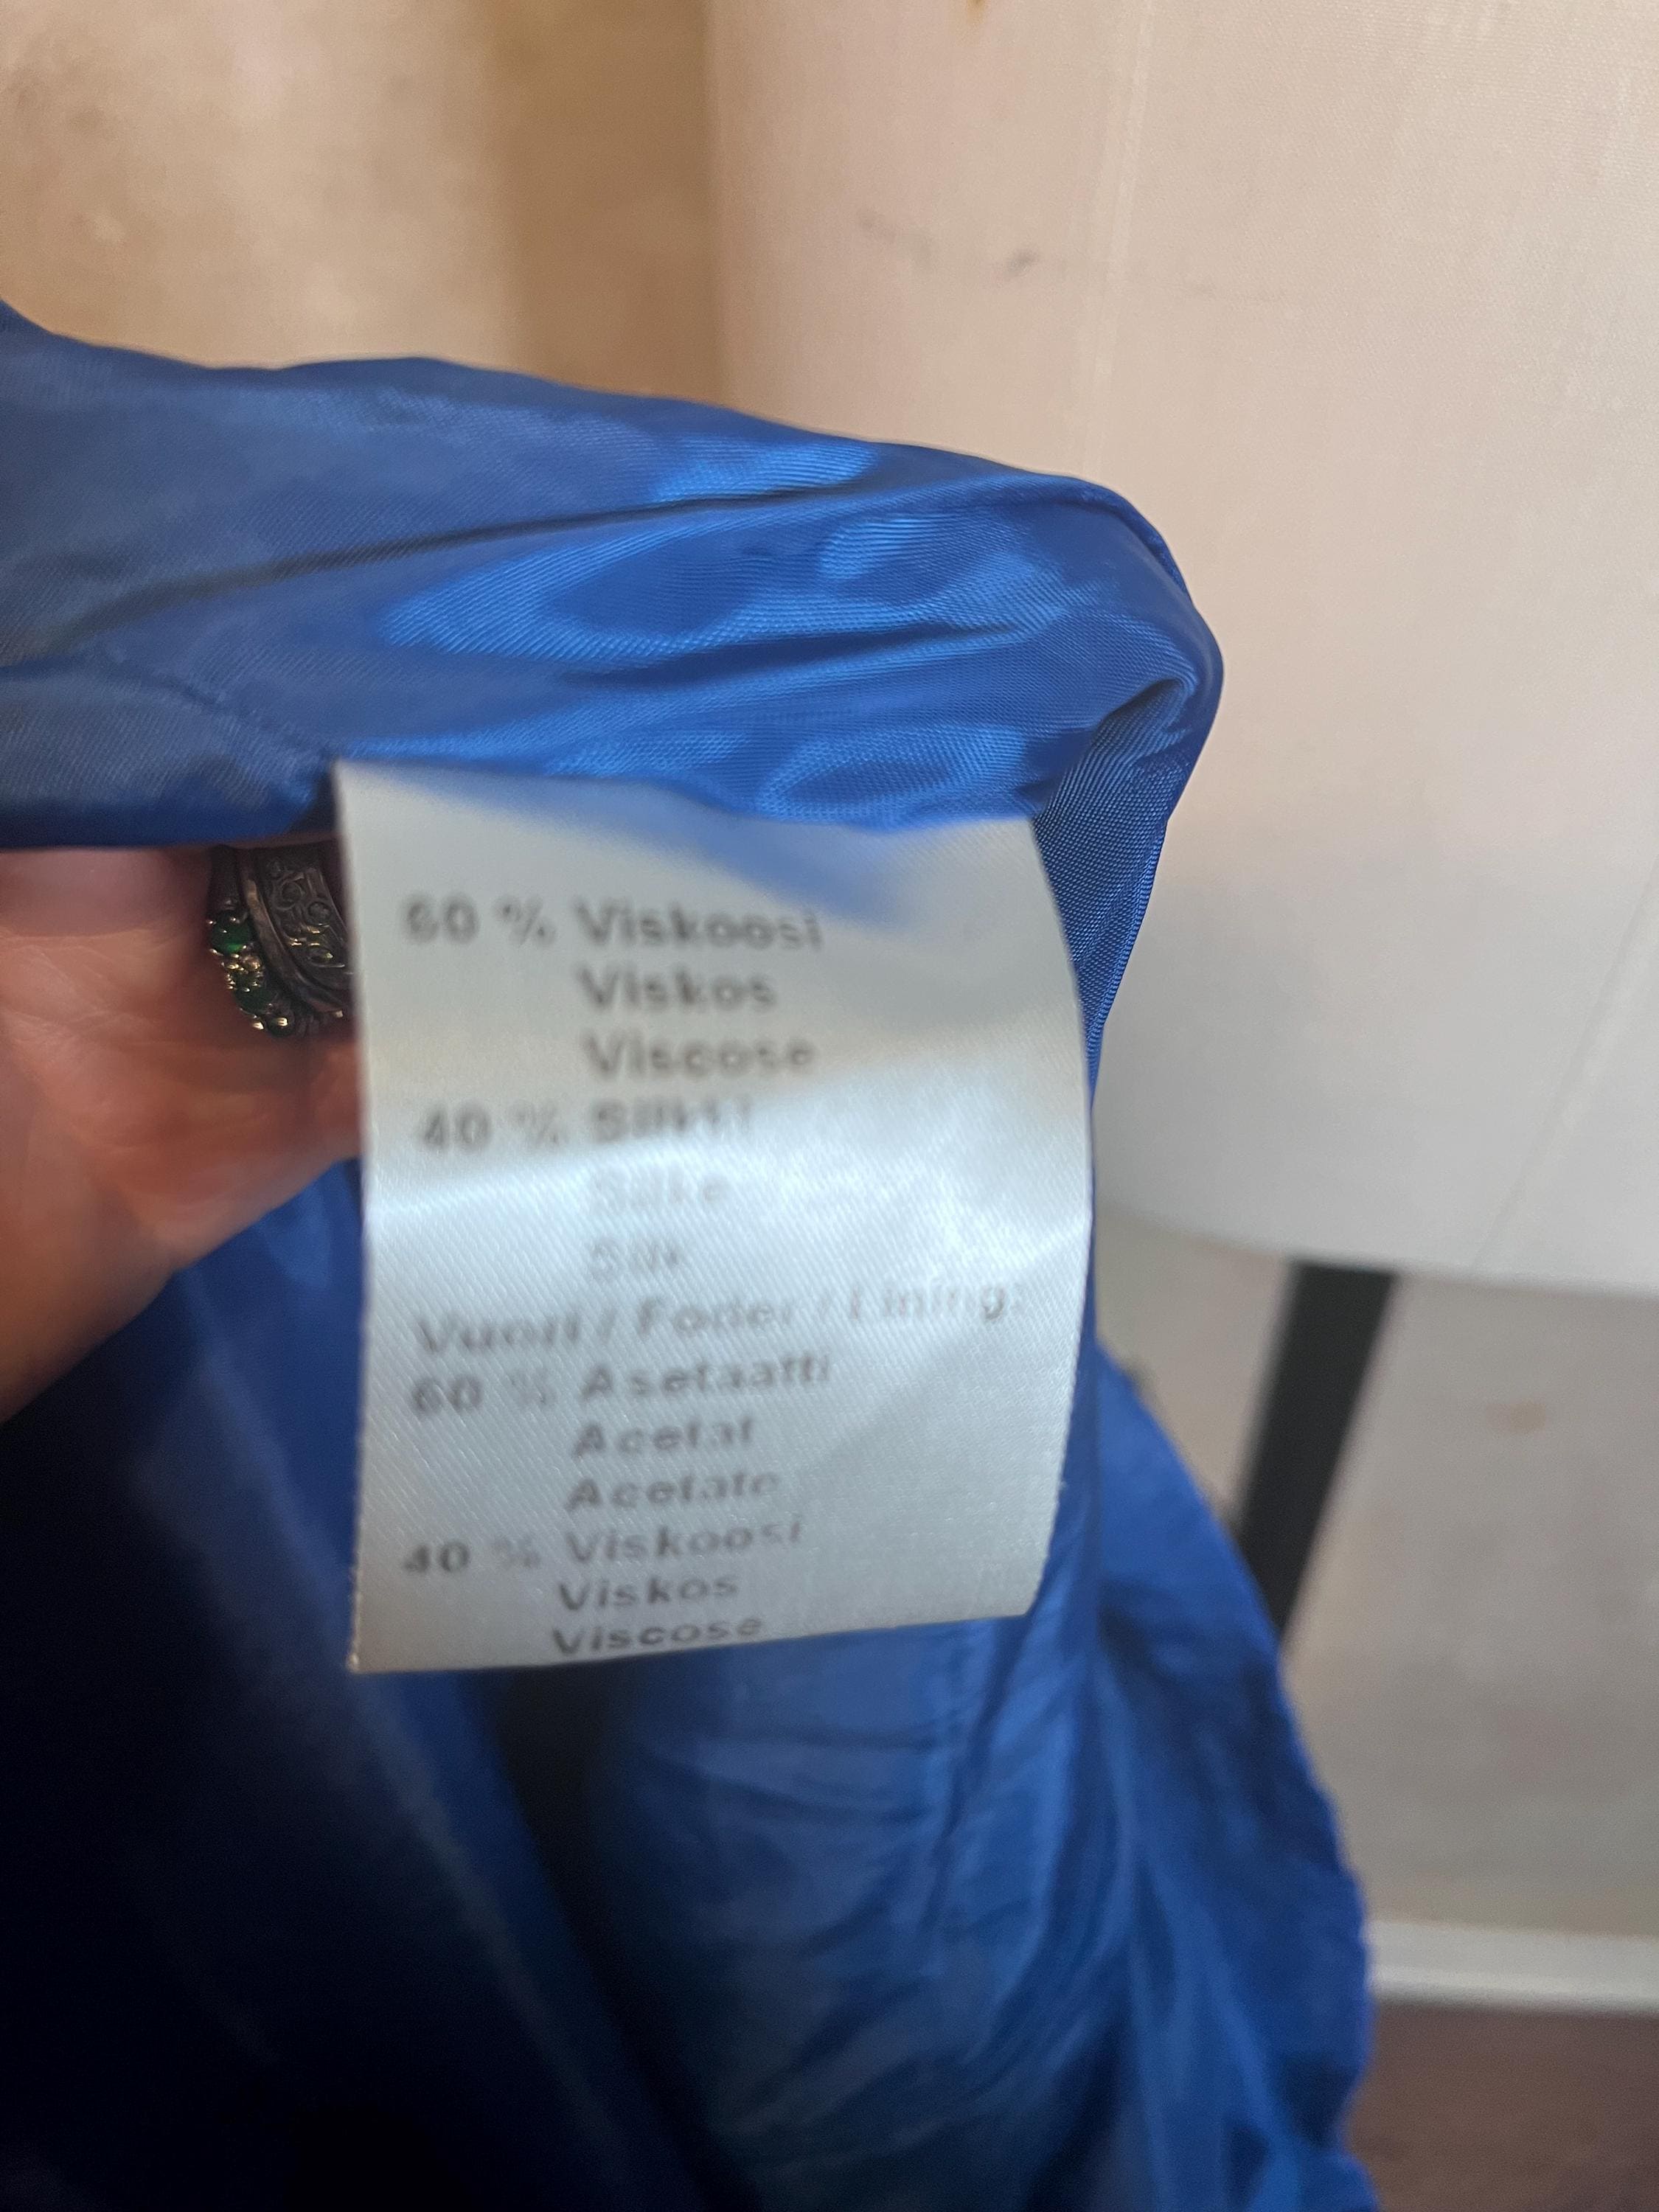 60 % Viskoosi
Viskos
Viscose
40 % Silkki
Silke
Silk
Vuori / Foder / Lining:
60 % Asetaatti
Acetat
Acetate
40 % Viskoosi
Viskos
Viscose